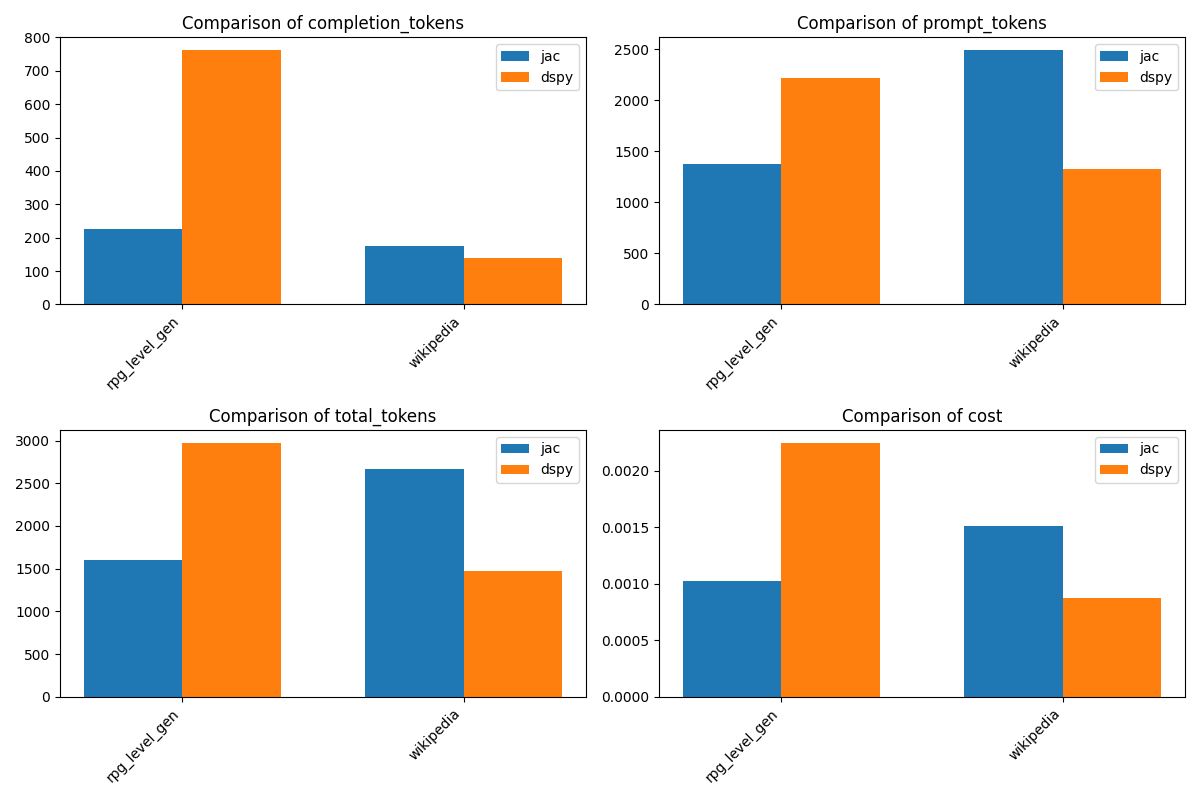 Comparison of completion_tokens
800
700
600
500
400
300
200
100
0
jac
dspy
rpg_level_gen
wikipedia
Comparison of prompt_tokens
2500
2000
1500
1000
500
0
jac
dspy
rpg_level_gen
wikipedia
Comparison of total_tokens
3000
2500
2000
1500
1000
500
0
jac
dspy
rpg_level_gen
wikipedia
Comparison of cost
0.0020
0.0015
0.0010
0.0005
0.0000
jac
dspy
rpg_level_gen
wikipedia